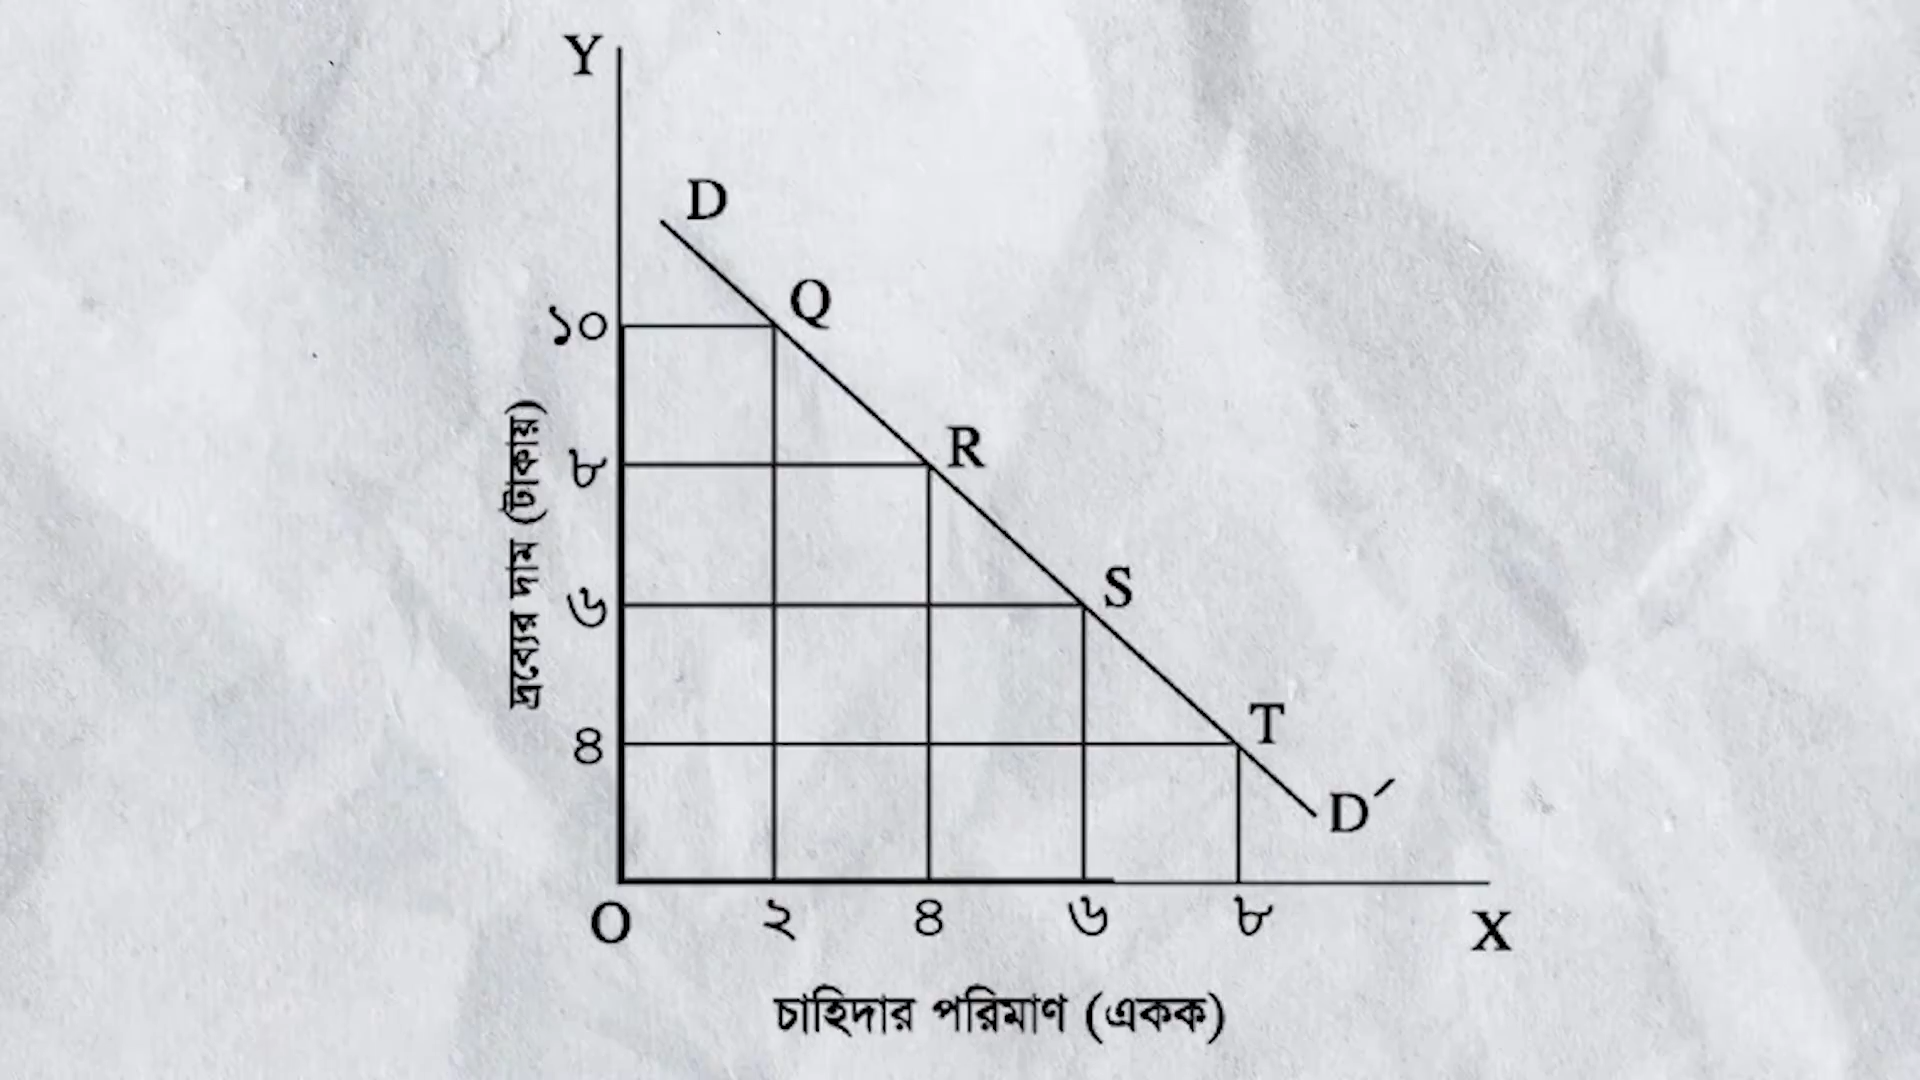 Y
D
Q
১০
R
৮
দ্রব্যের দাম (টাকায়)
S
৬
T
৪
D´
O ২ ৪ ৬ ৮ X
চাহিদার পরিমাণ (একক)